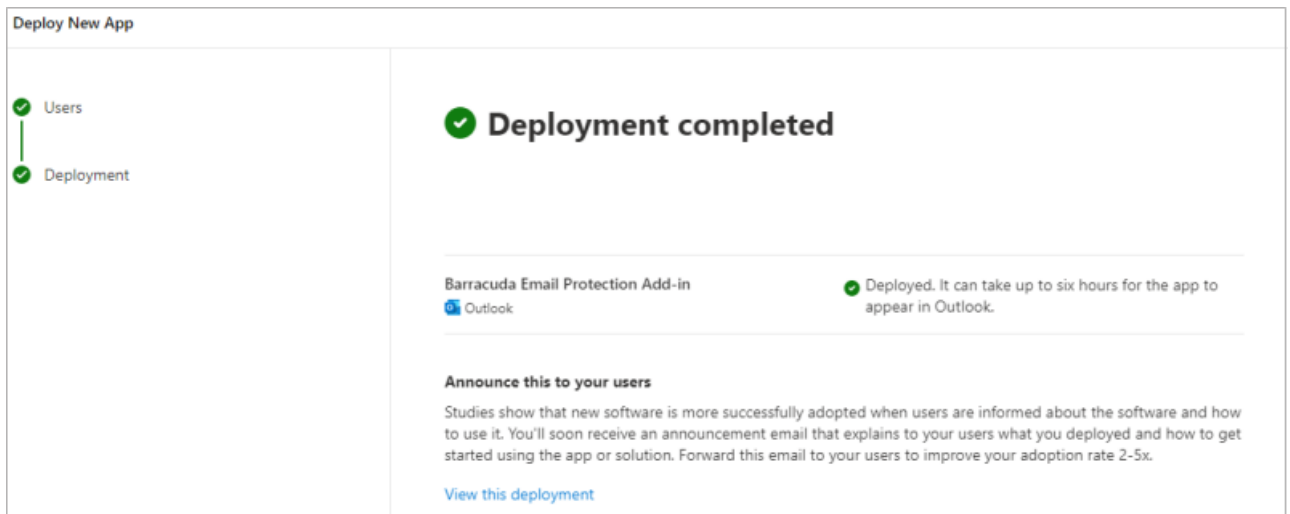 Deploy New App
Users
Deployment
Deployment completed
Barracuda Email Protection Add-in
Outlook
Deployed. It can take up to six hours for the app to
appear in Outlook.
Announce this to your users
Studies show that new software is more successfully adopted when users are informed about the software and how
to use it. You'll soon receive an announcement email that explains to your users what you deployed and how to get
started using the app or solution. Forward this email to your users to improve your adoption rate 2-5x.
View this deployment